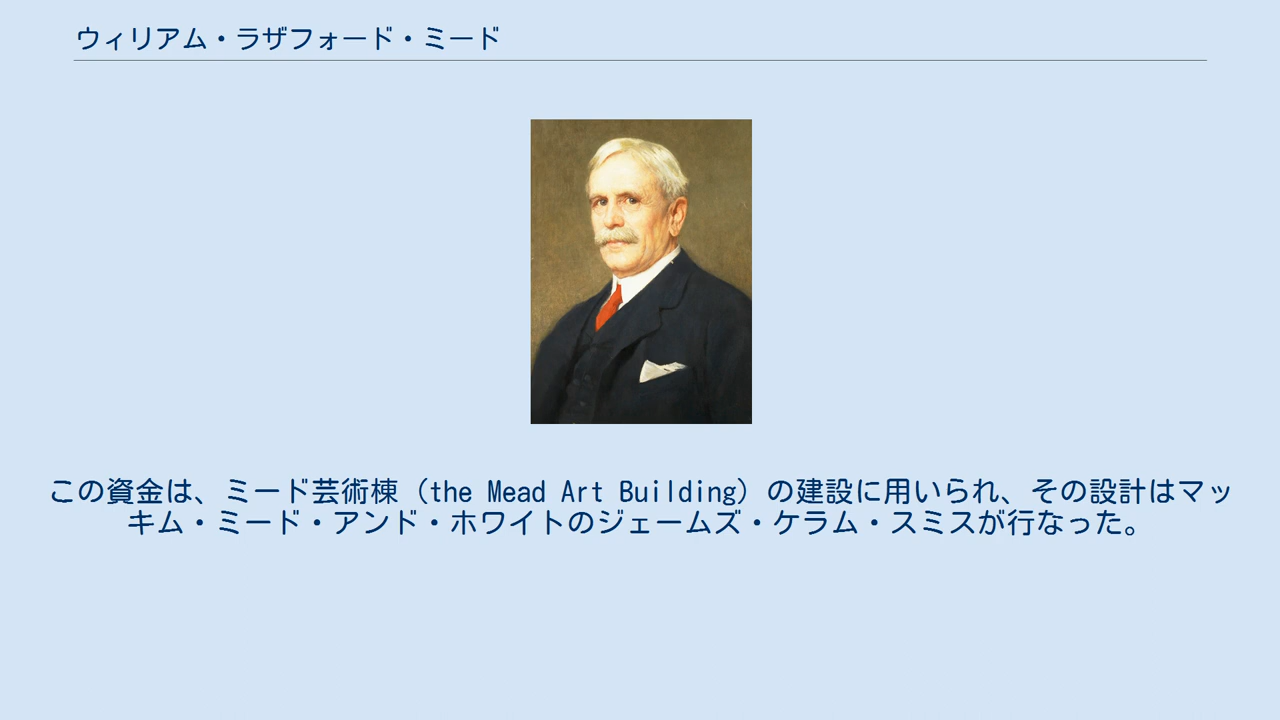 ウィリアム・ラザフォード・ミード
この資金は、ミード芸術棟（the Mead Art Building）の建設に用いられ、その設計はマッ
キム・ミード・アンド・ホワイトのジェームズ・ケラム・スミスが行なった。